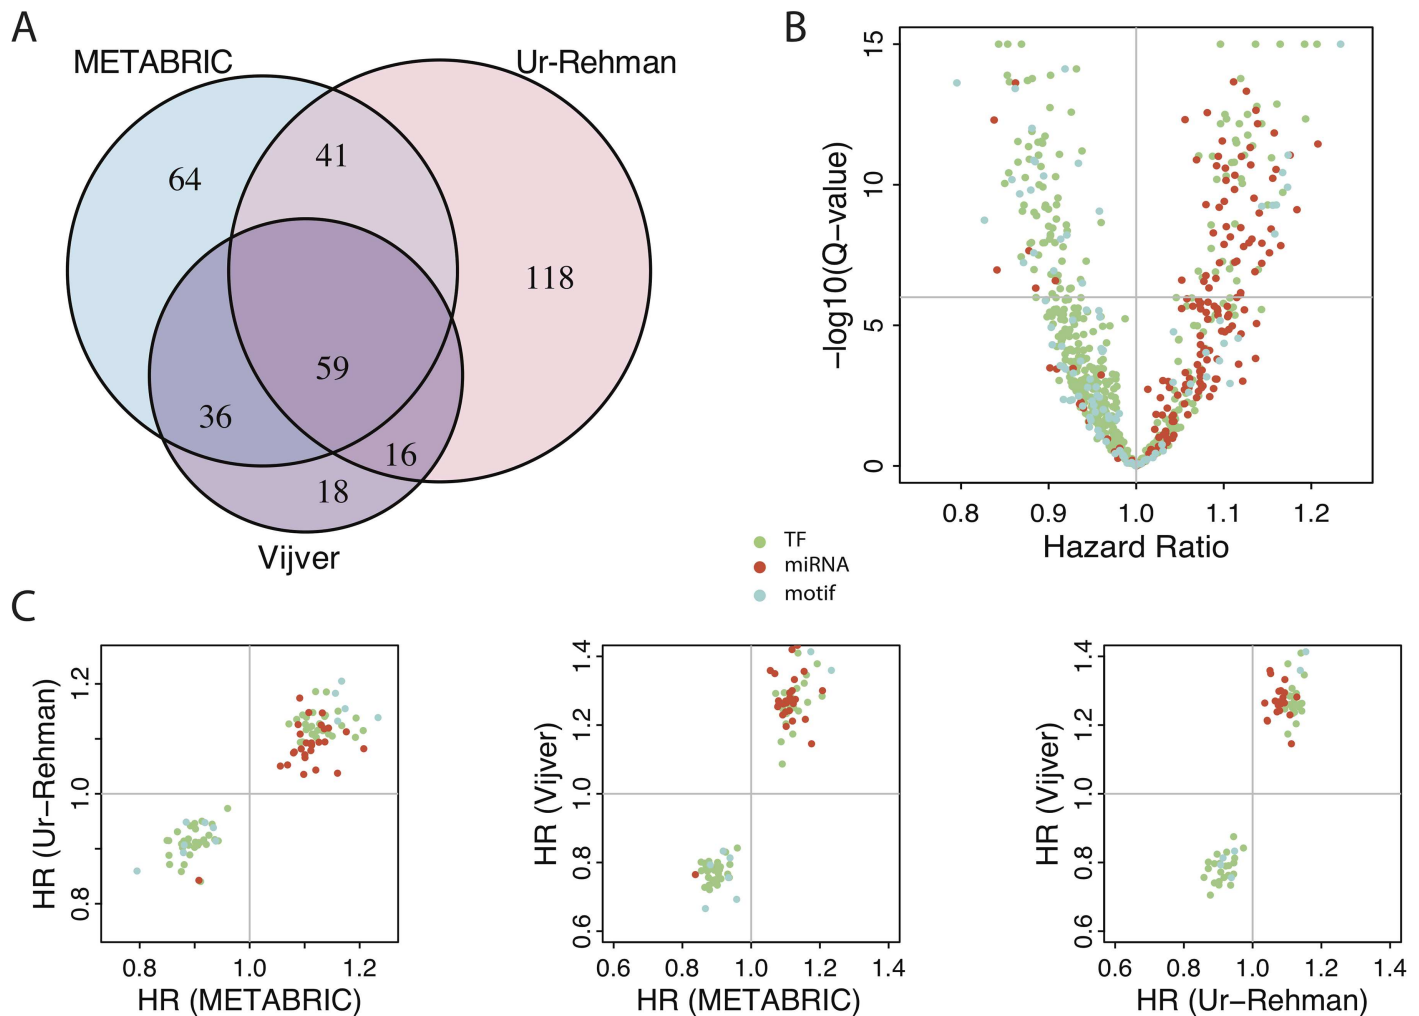 A
METABRIC
Ur-Rehman
64
41
118
59
36
16
18
Vijver
B
−log10(Q−value)
15
10
5
0
0.8 0.9 1.0 1.1 1.2
Hazard Ratio
TF
miRNA
motif
C
HR (Ur−Rehman)
1.2
1.0
0.8
0.8 1.0 1.2
HR (METABRIC)
HR (Vijver)
1.4
1.2
1.0
0.8
0.6
0.6 0.8 1.0 1.2 1.4
HR (METABRIC)
HR (Vijver)
1.4
1.2
1.0
0.8
0.6
0.6 0.8 1.0 1.2 1.4
HR (Ur−Rehman)